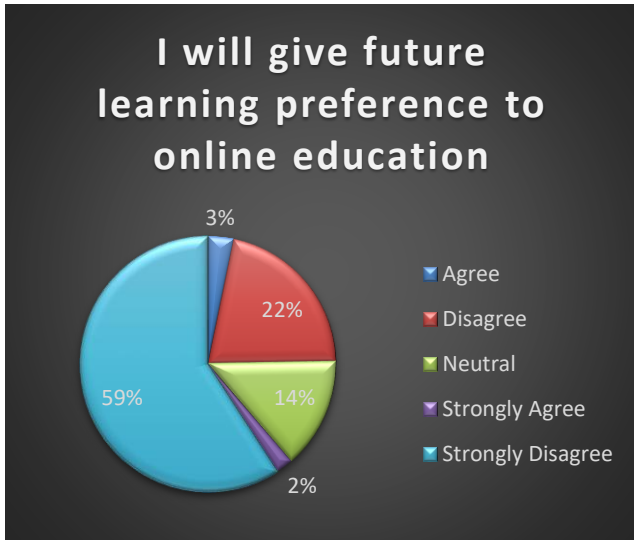 I will give future
learning preference to
online education
3%
22%
14%
2%
59%
Agree
Disagree
Neutral
Strongly Agree
Strongly Disagree